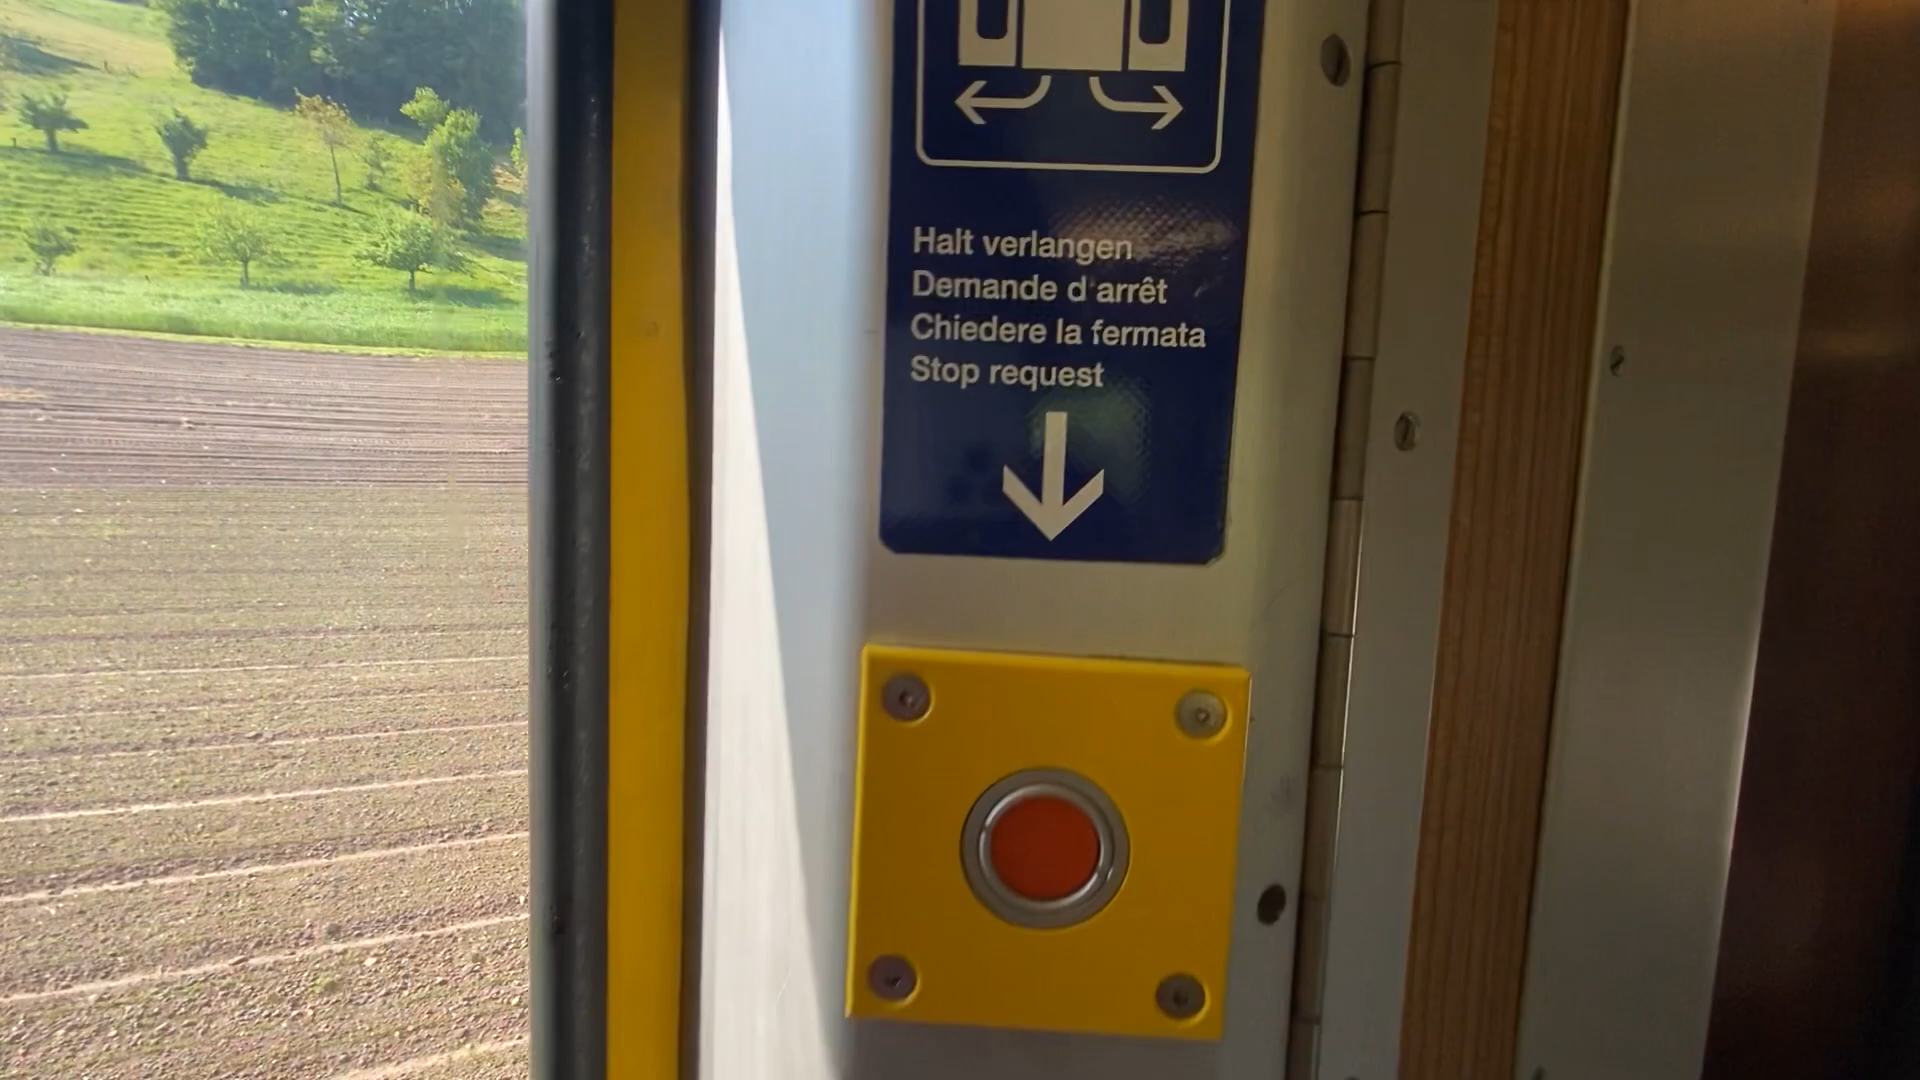 Halt verlangen
Demande d'arrêt
Chiedere la fermata
Stop request